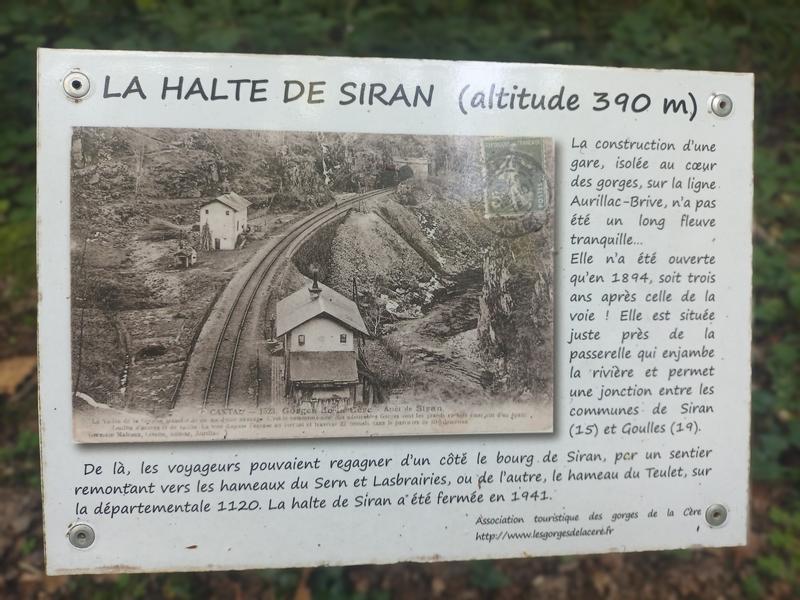 LA HALTE DE SIRAN (altitude 390 m)
La construction d'une
gare, isolée au cœur
des gorges, sur la ligne
Aurillac-Brive, n'a pas
été un long fleuve
tranquille...
Elle n'a été ouverte
qu'en 1894, soit trois
ans après celle de la
voie ! Elle est située
juste près de la
passerelle qui enjambe
la rivière et permet
une jonction entre les
communes de Siran
(15) et Goulles (19).
CANTAL - 1523. Gorges de la Cère - Arrêt de Siran
De là, les voyageurs pouvaient regagner d'un côté le bourg de Siran, par un sentier
remontant vers les hameaux du Sern et Lasbrairies, ou de l'autre, le hameau du Teulet, sur
la départementale 1120. La halte de Siran a été fermée en 1941.
Association touristique des gorges de la Cère
http://www.lesgorgesdelacere.fr